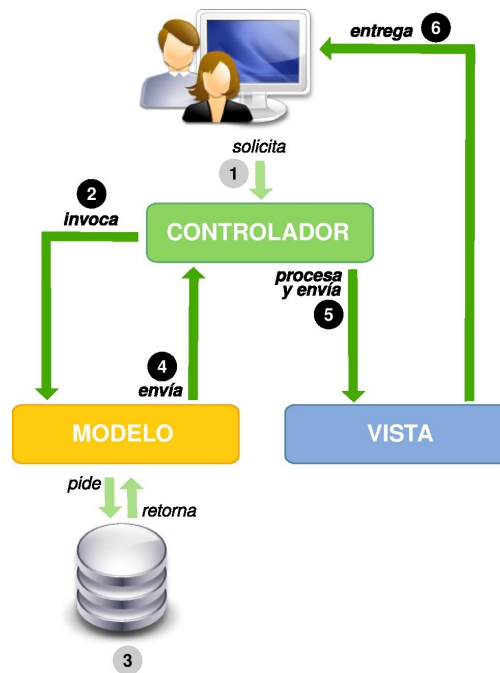 entrega 6
solicita
1
2
invoca
CONTROLADOR
procesa
y envía
5
4
envía
MODELO
VISTA
pide
retorna
3